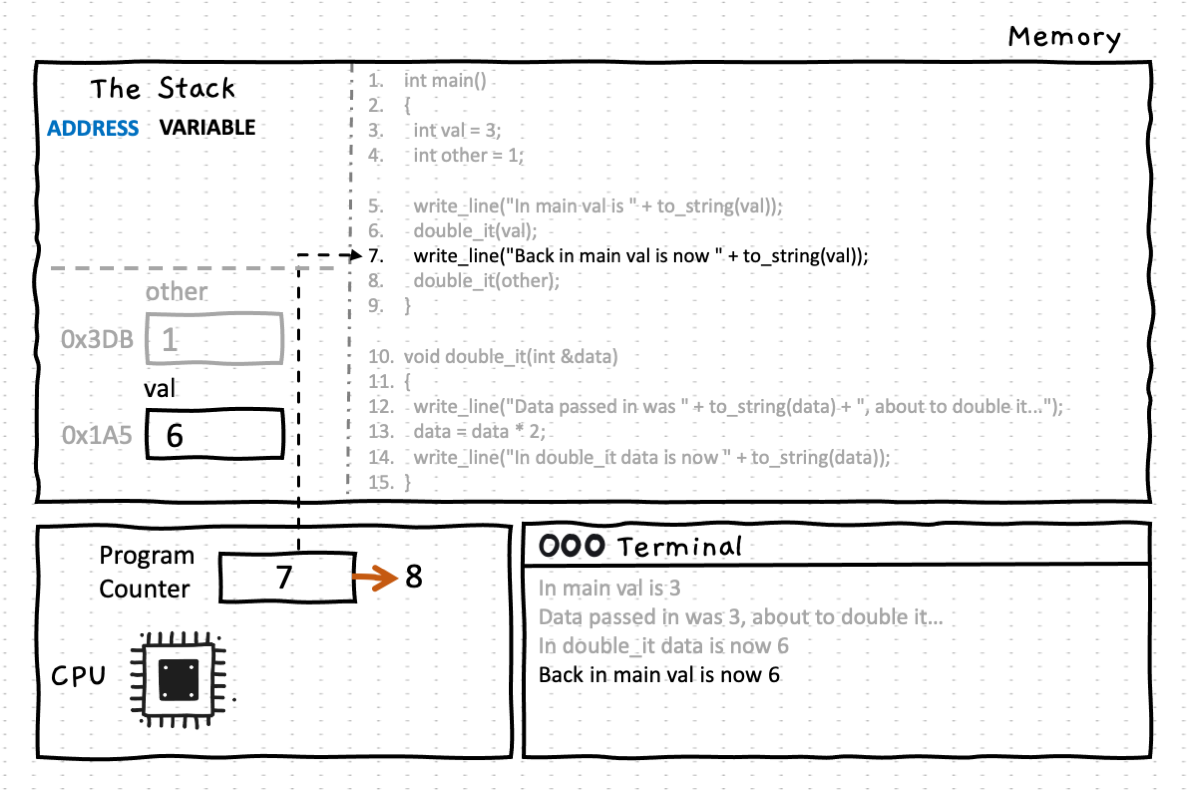 Memory
The Stack
ADDRESS VARIABLE
other
0x3DB 1
val
0x1A5 6
1. int main()
2. {
3. int val = 3;
4. int other = 1;
5. write_line("In main val is " + to_string(val));
6. double_it(val);
7. write_line("Back in main val is now " + to_string(val));
8. double_it(other);
9. }
10. void double_it(int &data)
11. {
12. write_line("Data passed in was " + to_string(data) + ", about to double it...");
13. data = data * 2;
14. write_line("In double_it data is now " + to_string(data));
15. }
Program
Counter
7 8
CPU
Terminal
In main val is 3
Data passed in was 3, about to double it...
In double_it data is now 6
Back in main val is now 6